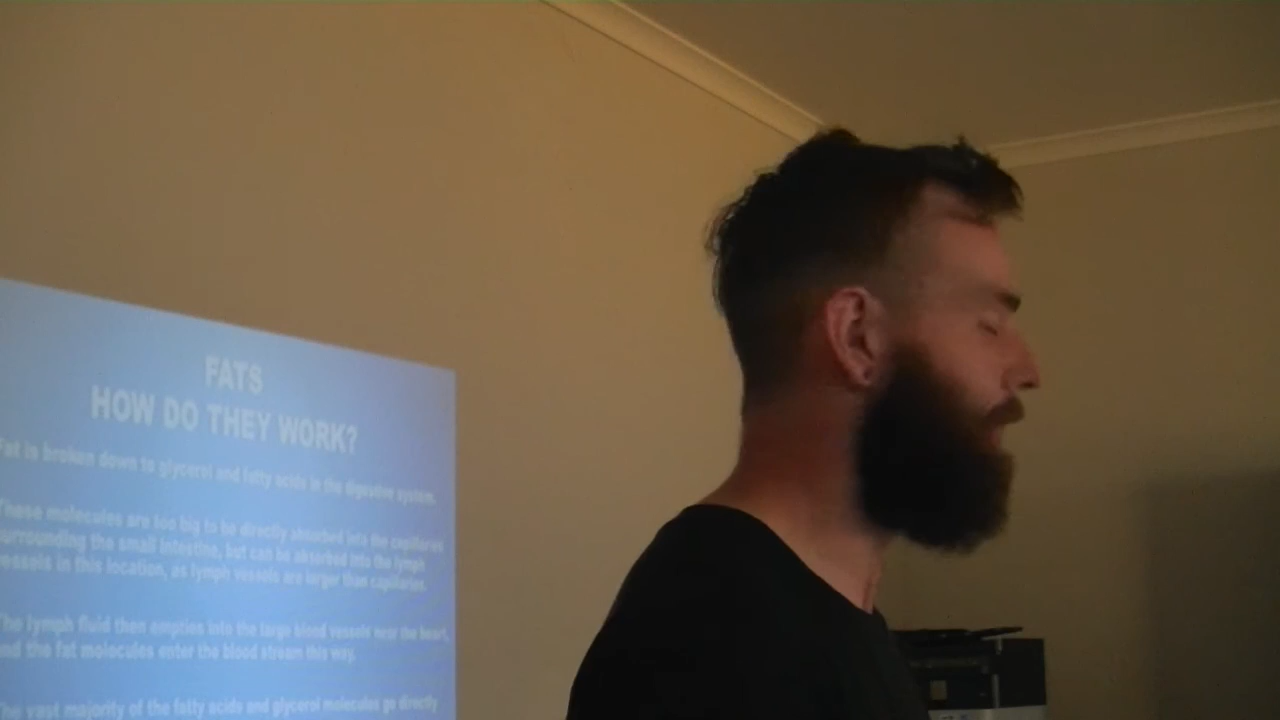 FATS
HOW DO THEY WORK?
Fat is broken down to glycerol and fatty acids in the digestive system.
These molecules are too big to be directly absorbed into the capillaries
surrounding the small intestine, but can be absorbed into the lymph
vessels in this location, as lymph vessels are larger than capillaries.
The lymph fluid then empties into the large blood vessels near the heart,
and the fat molecules enter the blood stream this way.
The vast majority of the fatty acids and glycerol molecules go directly